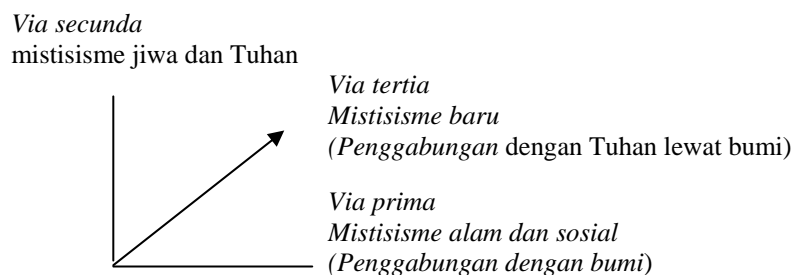 Via secunda
mistisisme jiwa dan Tuhan
Via tertia
Mistisisme baru
(Penggabungan dengan Tuhan lewat bumi)
Via prima
Mistisisme alam dan sosial
(Penggabungan dengan bumi)